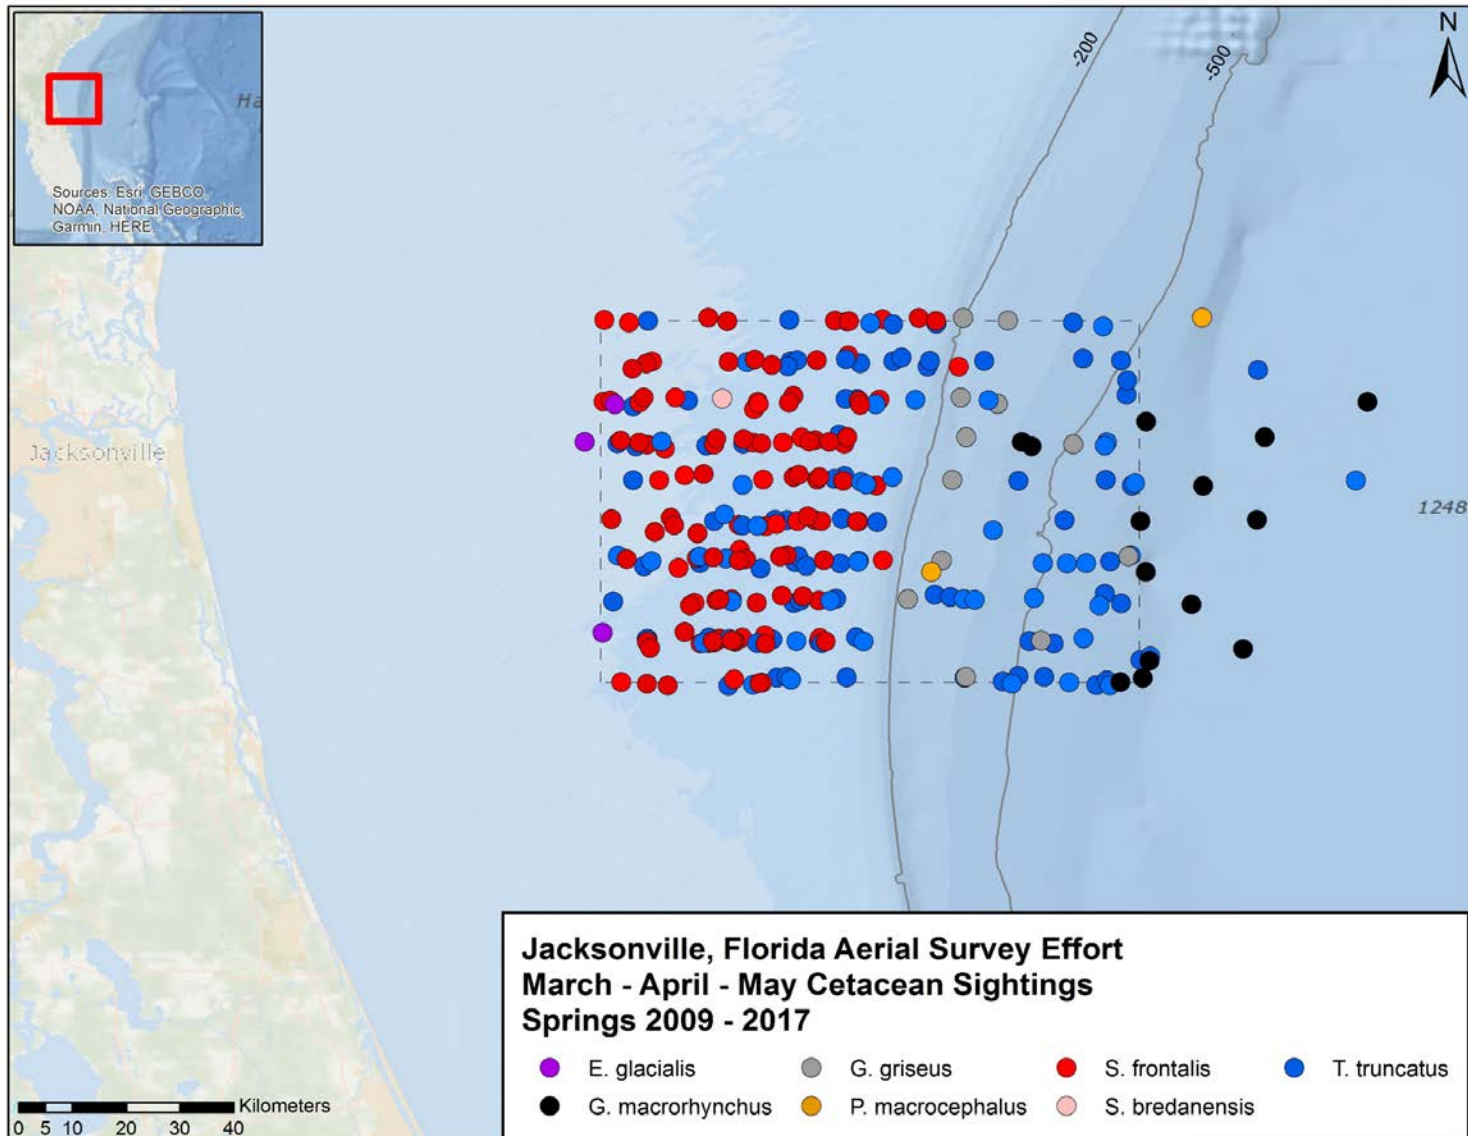 -200
-500
N
Ha
Sources: Esri, GEBCO,
NOAA, National Geographic,
Garmin, HERE.
Jacksonville
1248
Jacksonville, Florida Aerial Survey Effort
March - April - May Cetacean Sightings
Springs 2009 - 2017
E. glacialis
G. griseus
S. frontalis
T. truncatus
G. macrorhynchus
P. macrocephalus
S. bredanensis
Kilometers
0 5 10 20 30 40